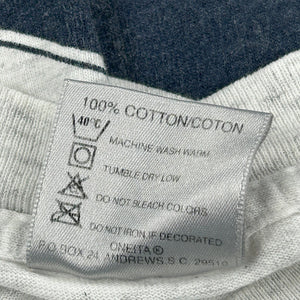 100% COTTON/COTON
40°C
MACHINE WASH WARM
TUMBLE DRY LOW
DO NOT BLEACH COLORS
DO NOT IRON IF DECORATED
ONEITA ®
P.O. BOX 24, ANDREWS S.C. 29510